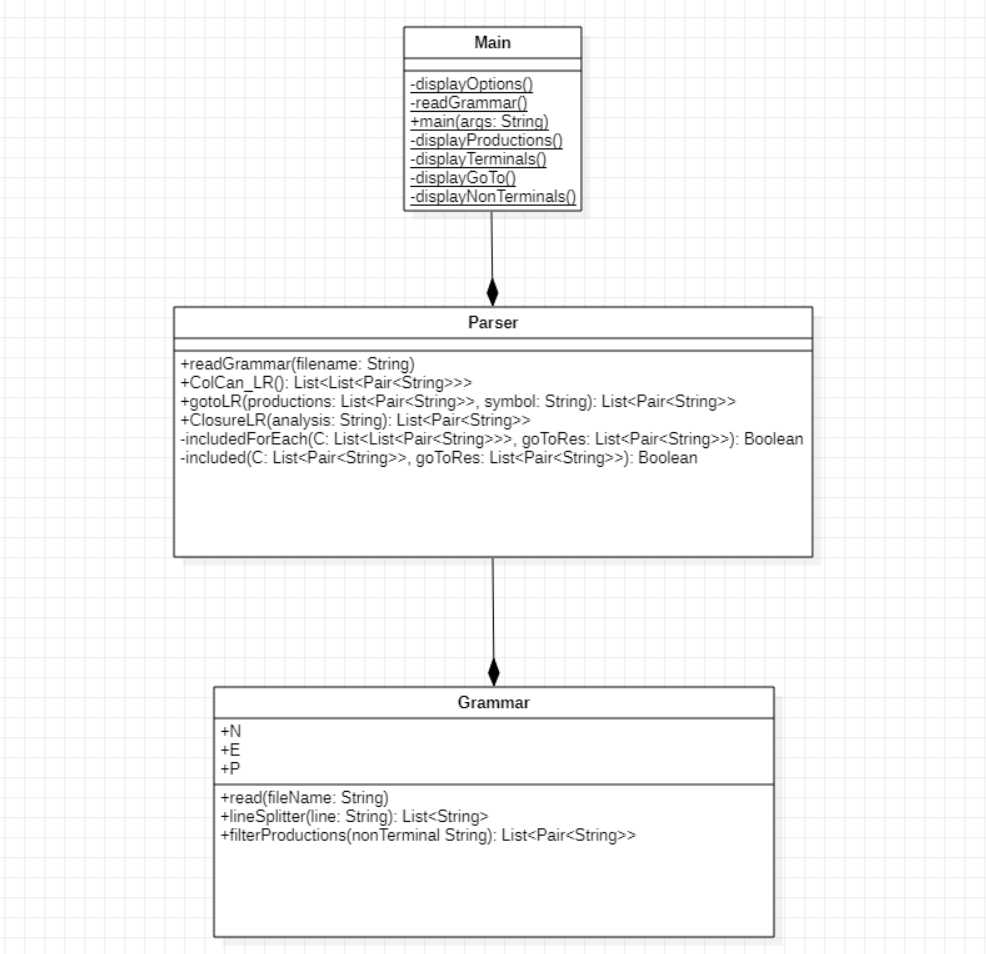 Main
-displayOptions()
-readGrammar()
+main(args: String)
-displayProductions()
-displayTerminals()
-displayGoTo()
-displayNonTerminals()
Parser
+readGrammar(filename: String)
+ColCan_LR(): List<List<Pair<String>>>
+gotoLR(productions: List<Pair<String>>, symbol: String): List<Pair<String>>
+ClosureLR(analysis: String): List<Pair<String>>
-includedForEach(C: List<List<Pair<String>>>, goToRes: List<Pair<String>>): Boolean
-included(C: List<Pair<String>>, goToRes: List<Pair<String>>): Boolean
Grammar
+N
+E
+P
+read(fileName: String)
+lineSplitter(line: String): List<String>
+filterProductions(nonTerminal String): List<Pair<String>>